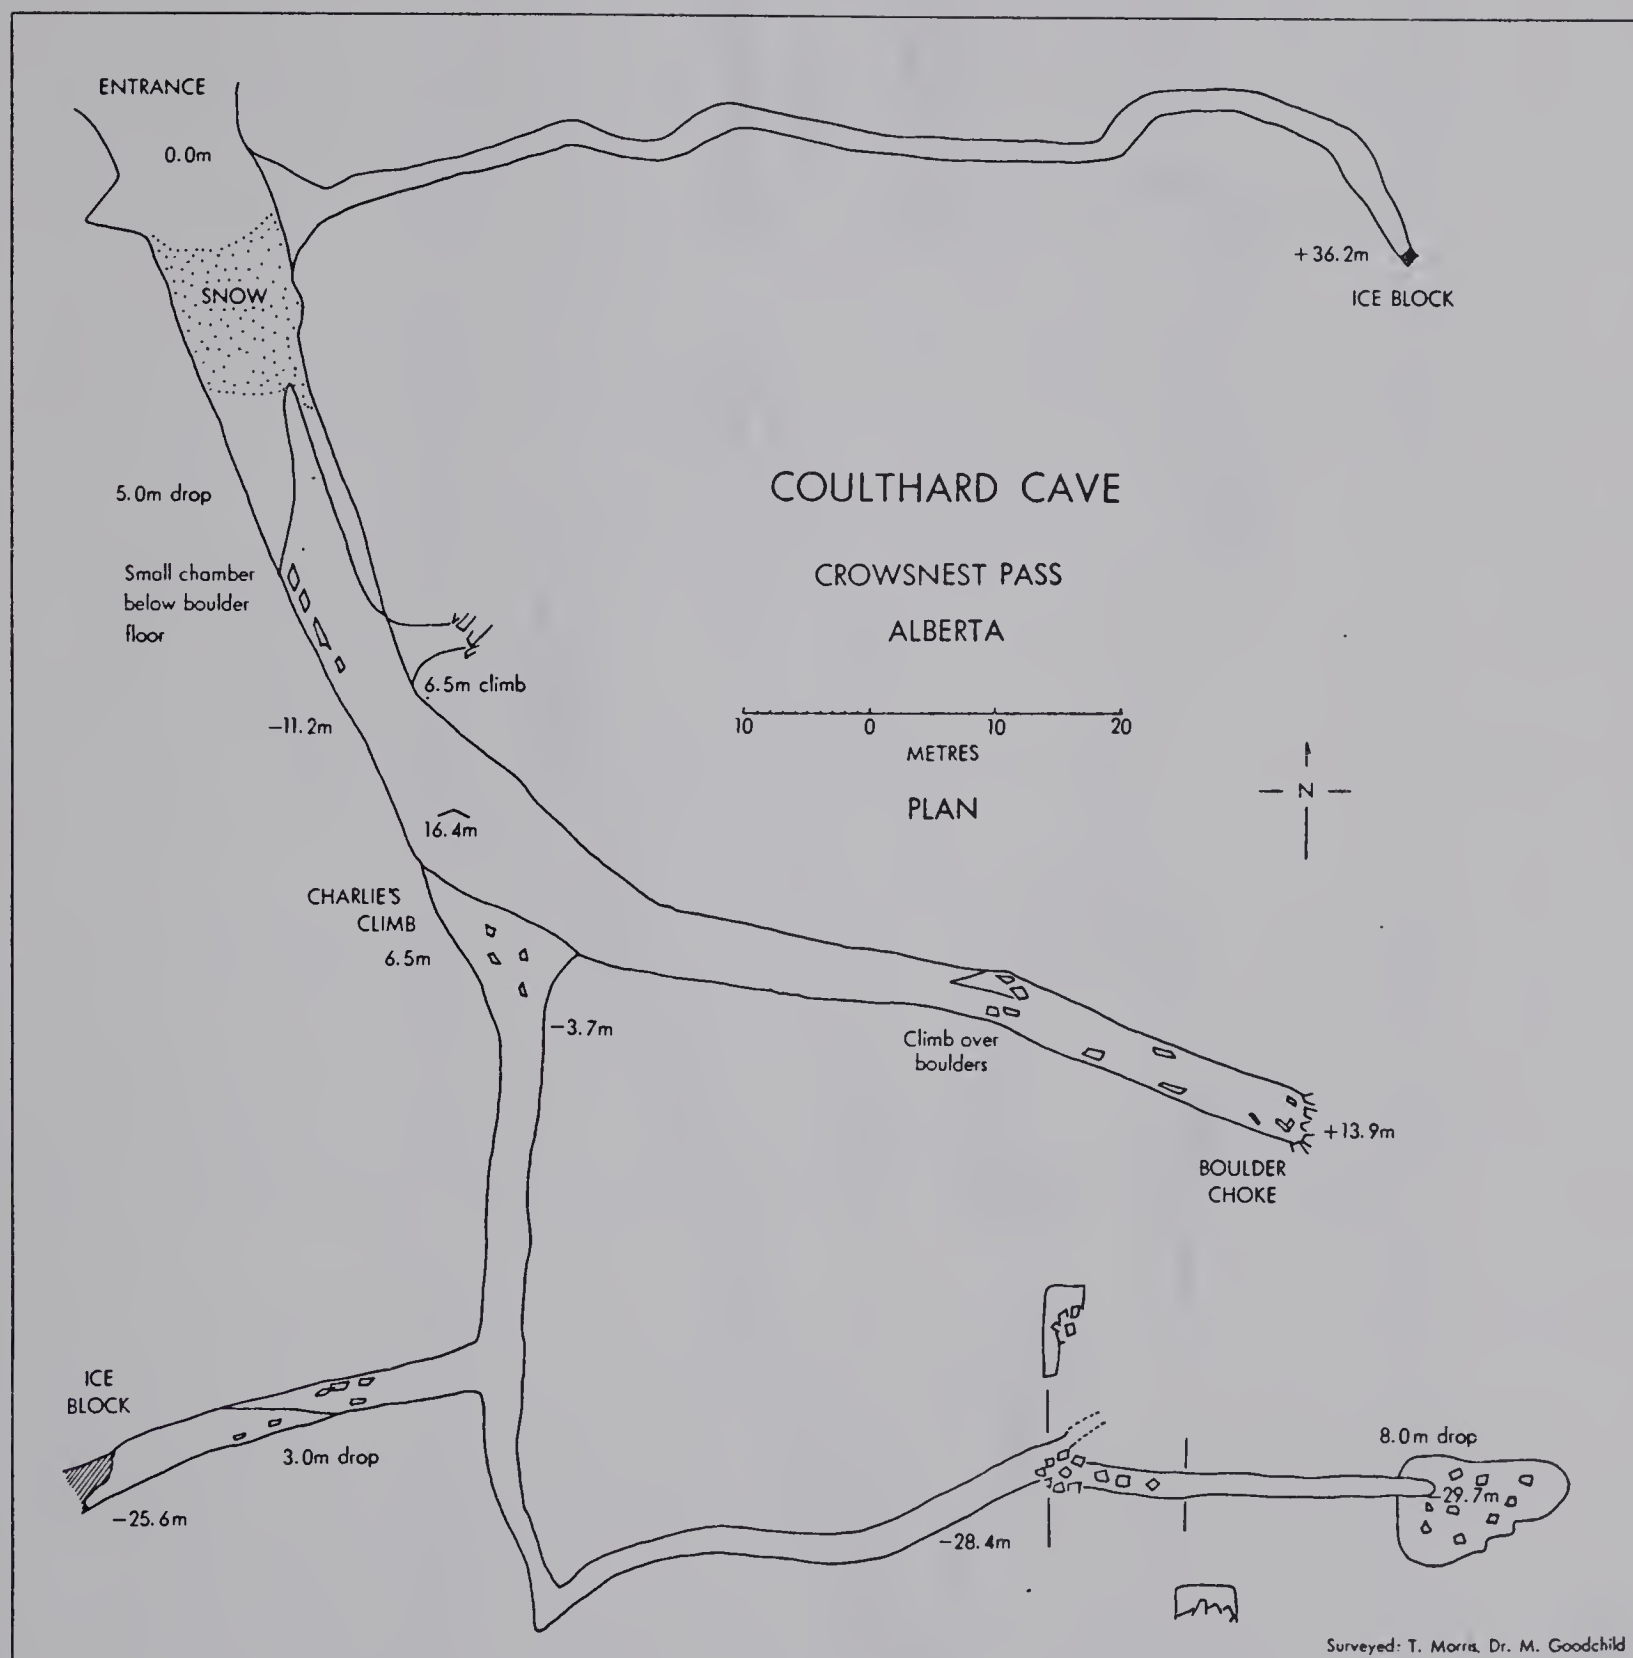 ENTRANCE
0.0m
SNOW
+36.2m
ICE BLOCK
COULTHARD CAVE
CROWSNEST PASS
ALBERTA
5.0m drop
Small chamber
below boulder
floor
6.5m climb
-11.2m
10 0 10 20
METRES
PLAN
N
16.4m
CHARLIE'S
CLIMB
6.5m
-3.7m
Climb over
boulders
+13.9m
BOULDER
CHOKE
ICE
BLOCK
3.0m drop
-25.6m
8.0m drop
-29.7m
-28.4m
Surveyed: T. Morris, Dr. M. Goodchild